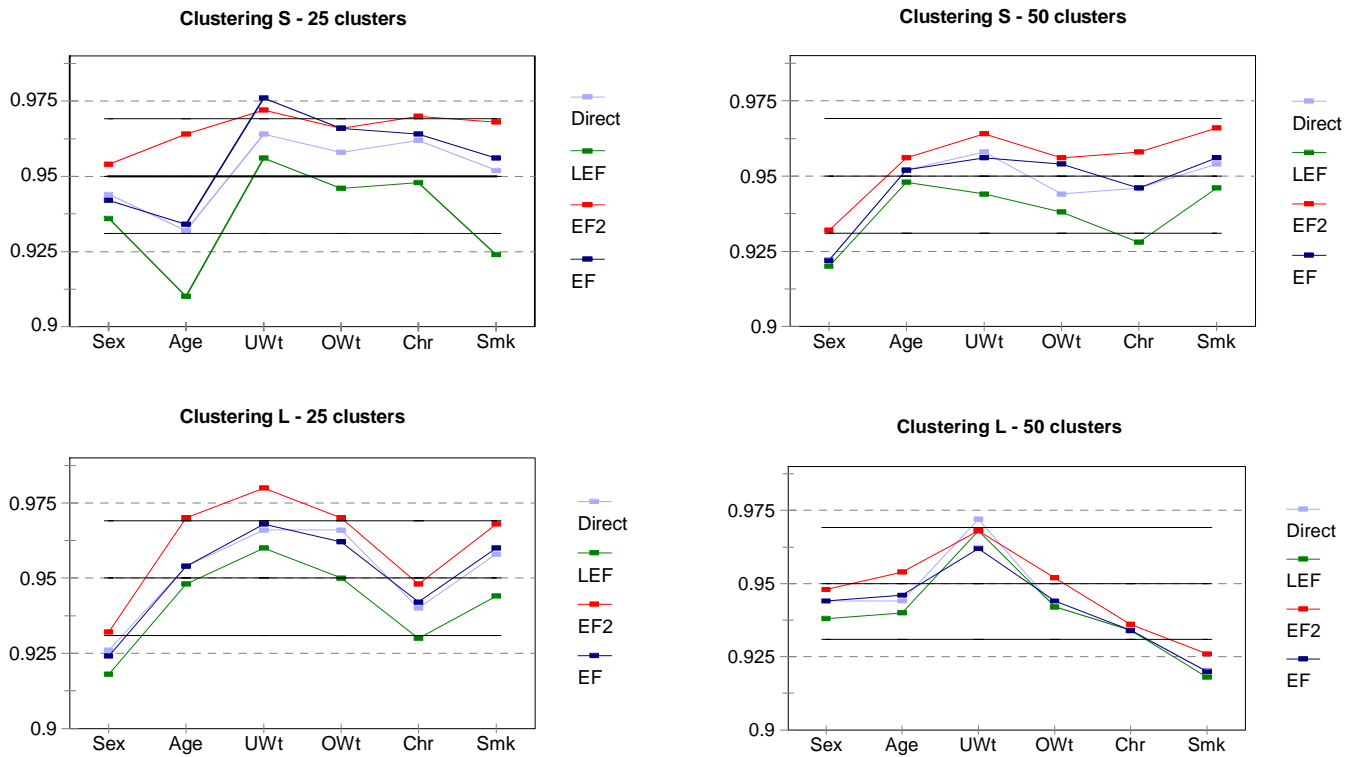 Clustering S - 25 clusters
0.975
0.95
0.925
0.9
Sex Age UWt OWt Chr Smk
Direct
LEF
EF2
EF
Clustering S - 50 clusters
0.975
0.95
0.925
0.9
Sex Age UWt OWt Chr Smk
Direct
LEF
EF2
EF
Clustering L - 25 clusters
0.975
0.95
0.925
0.9
Sex Age UWt OWt Chr Smk
Direct
LEF
EF2
EF
Clustering L - 50 clusters
0.975
0.95
0.925
0.9
Sex Age UWt OWt Chr Smk
Direct
LEF
EF2
EF